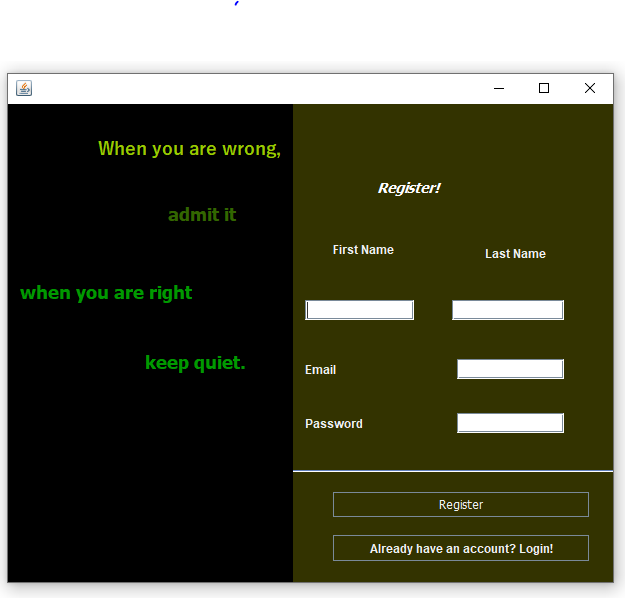 When you are wrong,
admit it
when you are right
keep quiet.
Register!
First Name
Last Name
Email
Password
Register
Already have an account? Login!